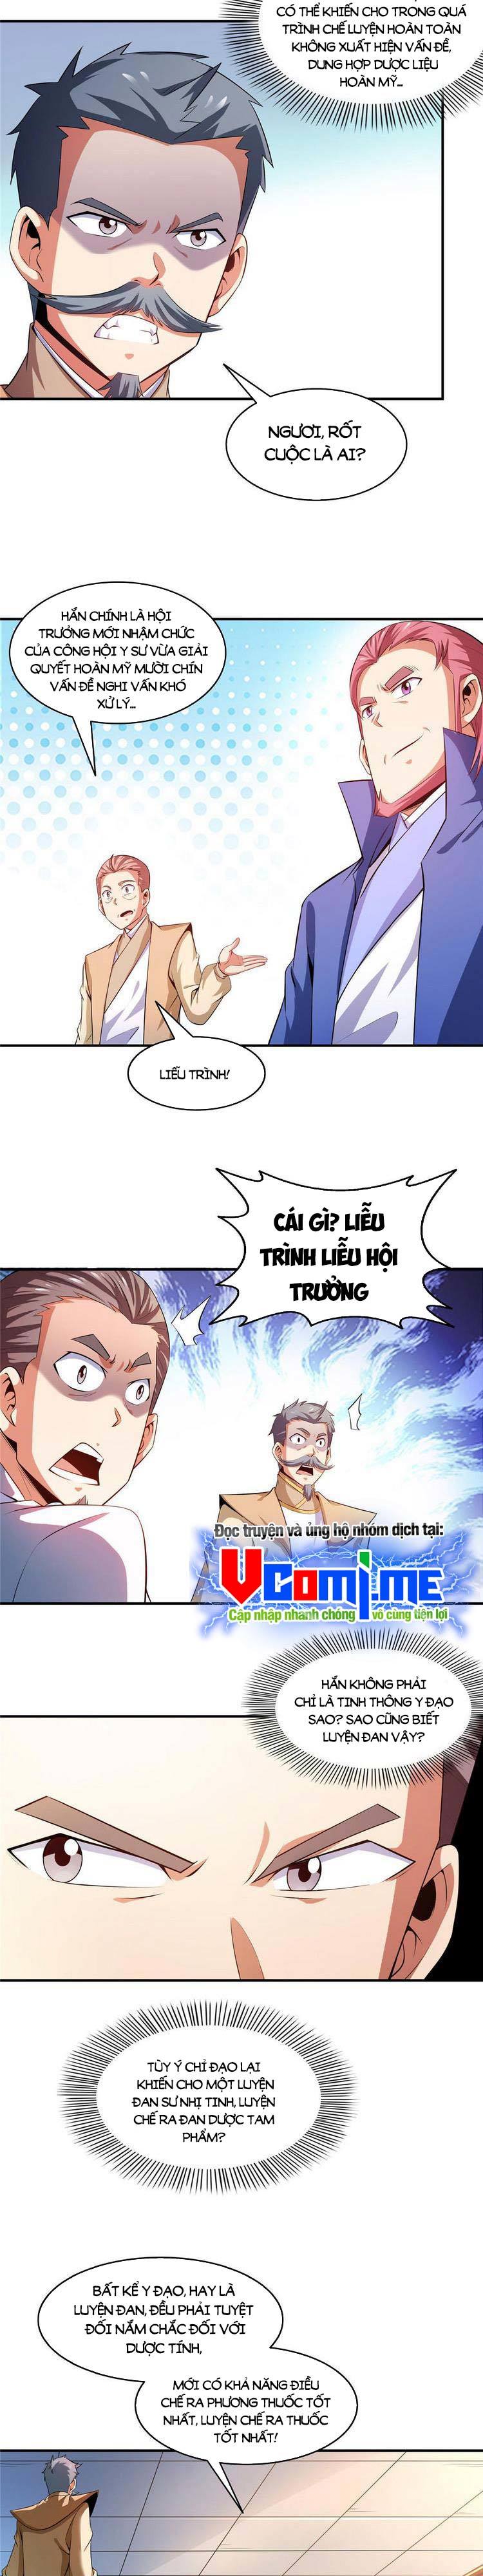 CÓ THỂ KHIẾN CHO TRONG QUÁ
TRÌNH CHẾ LUYỆN HOÀN TOÀN
KHÔNG XUẤT HIỆN VẤN ĐỀ,
DUNG HỢP DƯỢC LIỆU
HOÀN MỸ...
NGƯƠI, RỐT
CUỘC LÀ AI?
HẮN CHÍNH LÀ HỘI
TRƯỞNG MỚI NHẬM CHỨC
CỦA CÔNG HỘI Y SƯ VỪA GIẢI
QUYẾT HOÀN MỸ MƯỜI CHÍN
VẤN ĐỀ NGHI VẤN KHÓ
XỬ LÝ...
LIỄU TRÌNH!
CÁI GÌ? LIỄU
TRÌNH LIỄU HỘI
TRƯỞNG
Đọc truyện và ủng hộ nhóm dịch tại:
VComi.me
Cập nhập nhanh chóng vô cùng tiện lợi
HẮN KHÔNG PHẢI
CHỈ LÀ TINH THÔNG Y ĐẠO
SAO? SAO CŨNG BIẾT
LUYỆN ĐAN VẬY?
TÙY Ý CHỈ ĐẠO LẠI
KHIẾN CHO MỘT LUYỆN
ĐAN SƯ NHỊ TINH, LUYỆN
CHẾ RA ĐAN DƯỢC TAM
PHẨM?
BẤT KỂ Y ĐẠO, HAY LÀ
LUYỆN ĐAN, ĐỀU PHẢI TUYỆT
ĐỐI NẮM CHẮC ĐỐI VỚI
DƯỢC TÍNH,
MỚI CÓ KHẢ NĂNG ĐIỀU
CHẾ RA PHƯƠNG THUỐC TỐT
NHẤT, LUYỆN CHẾ RA THUỐC
TỐT NHẤT!